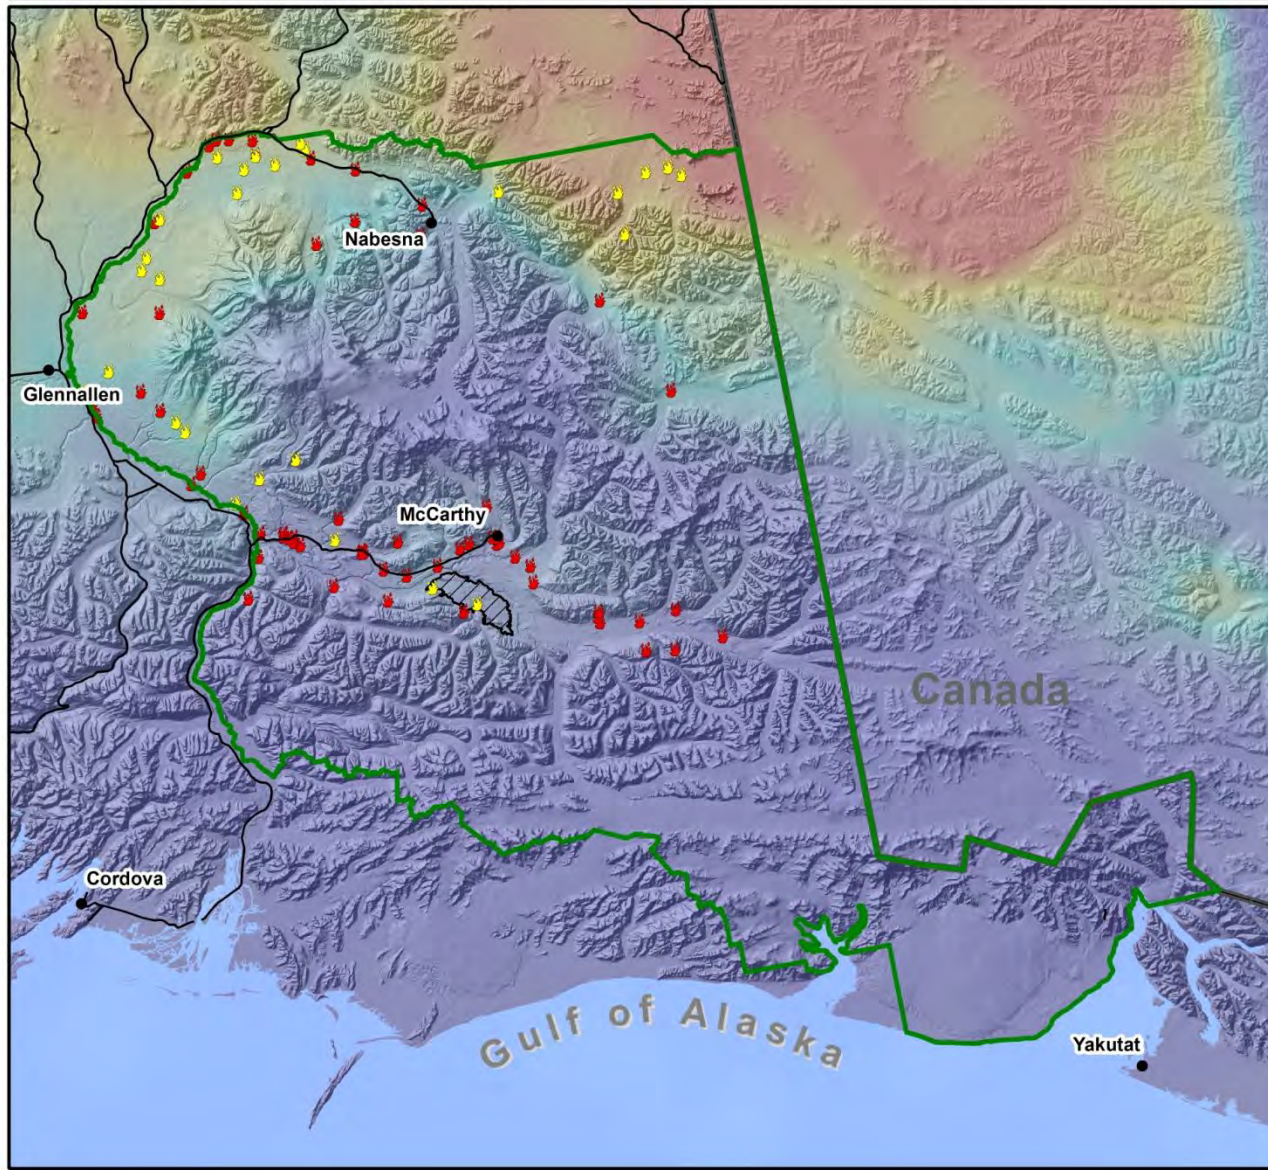 Nabesna
Glennallen
McCarthy
Canada
Cordova
Gulf of Alaska
Yakutat